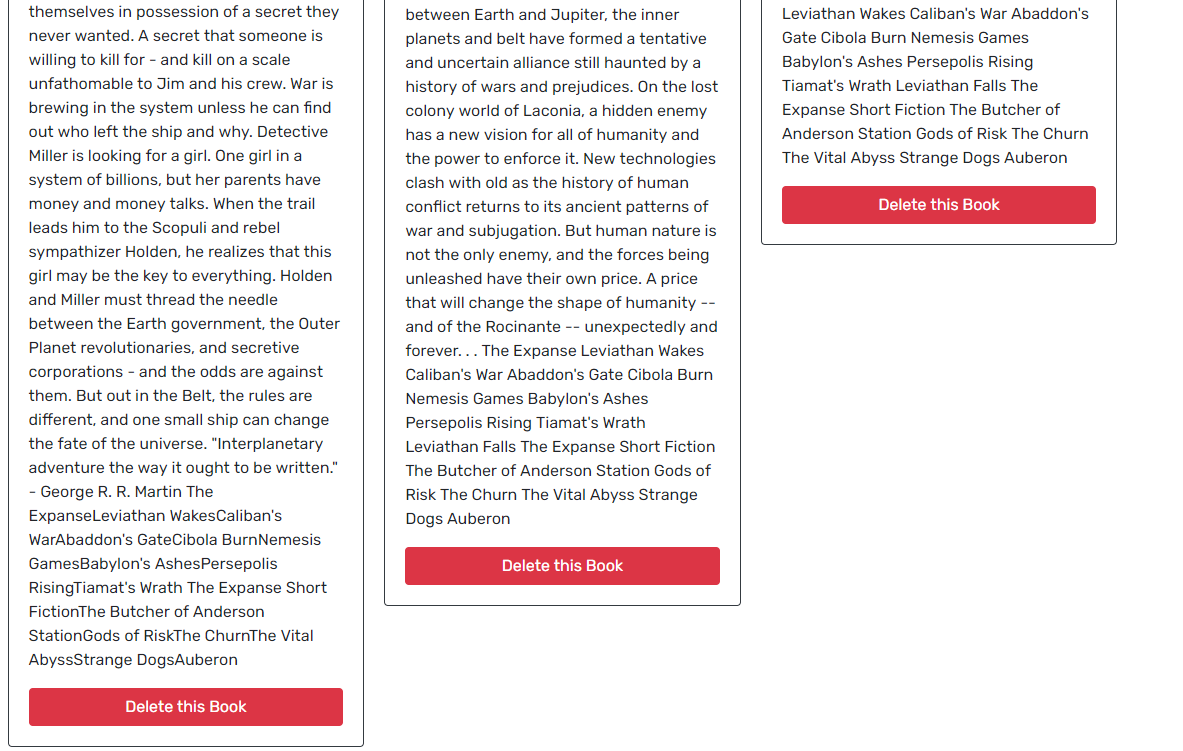 themselves in possession of a secret they
never wanted. A secret that someone is
willing to kill for - and kill on a scale
unfathomable to Jim and his crew. War is
brewing in the system unless he can find
out who left the ship and why. Detective
Miller is looking for a girl. One girl in a
system of billions, but her parents have
money and money talks. When the trail
leads him to the Scopuli and rebel
sympathizer Holden, he realizes that this
girl may be the key to everything. Holden
and Miller must thread the needle
between the Earth government, the Outer
Planet revolutionaries, and secretive
corporations - and the odds are against
them. But out in the Belt, the rules are
different, and one small ship can change
the fate of the universe. "Interplanetary
adventure the way it ought to be written."
- George R. R. Martin The
ExpanseLeviathan WakesCaliban's
WarAbaddon's GateCibola BurnNemesis
GamesBabylon's AshesPersepolis
RisingTiamat's Wrath The Expanse Short
FictionThe Butcher of Anderson
StationGods of RiskThe ChurnThe Vital
AbyssStrange DogsAuberon
Delete this Book
between Earth and Jupiter, the inner
planets and belt have formed a tentative
and uncertain alliance still haunted by a
history of wars and prejudices. On the lost
colony world of Laconia, a hidden enemy
has a new vision for all of humanity and
the power to enforce it. New technologies
clash with old as the history of human
conflict returns to its ancient patterns of
war and subjugation. But human nature is
not the only enemy, and the forces being
unleashed have their own price. A price
that will change the shape of humanity --
and of the Rocinante -- unexpectedly and
forever. . . The Expanse Leviathan Wakes
Caliban's War Abaddon's Gate Cibola Burn
Nemesis Games Babylon's Ashes
Persepolis Rising Tiamat's Wrath
Leviathan Falls The Expanse Short Fiction
The Butcher of Anderson Station Gods of
Risk The Churn The Vital Abyss Strange
Dogs Auberon
Delete this Book
Leviathan Wakes Caliban's War Abaddon's
Gate Cibola Burn Nemesis Games
Babylon's Ashes Persepolis Rising
Tiamat's Wrath Leviathan Falls The
Expanse Short Fiction The Butcher of
Anderson Station Gods of Risk The Churn
The Vital Abyss Strange Dogs Auberon
Delete this Book